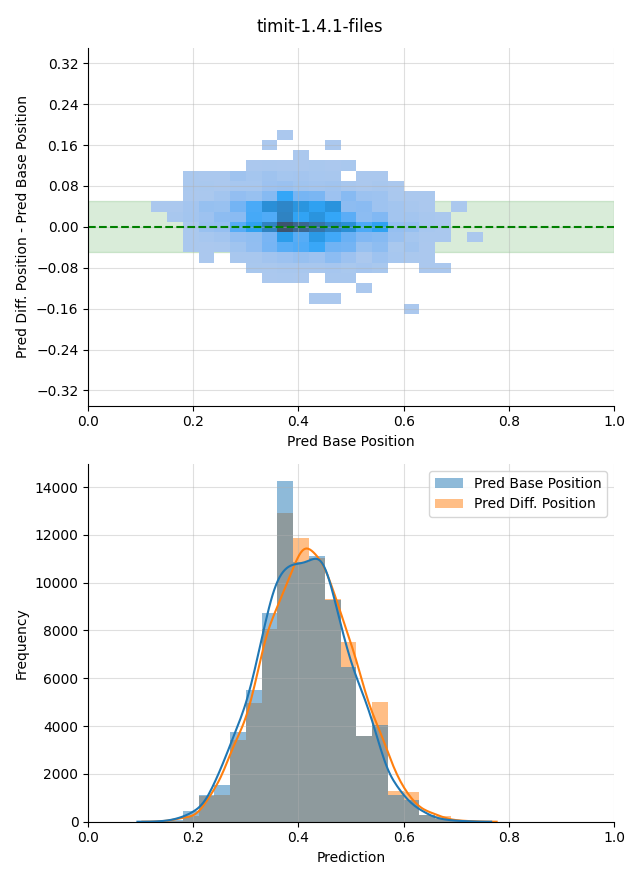 timit-1.4.1-files
Pred Diff. Position - Pred Base Position
0.32
0.24
0.16
0.08
0.00
−0.08
−0.16
−0.24
−0.32
0.0 0.2 0.4 0.6 0.8 1.0
Pred Base Position
Frequency
14000
12000
10000
8000
6000
4000
2000
0
Pred Base Position
Pred Diff. Position
0.0 0.2 0.4 0.6 0.8 1.0
Prediction